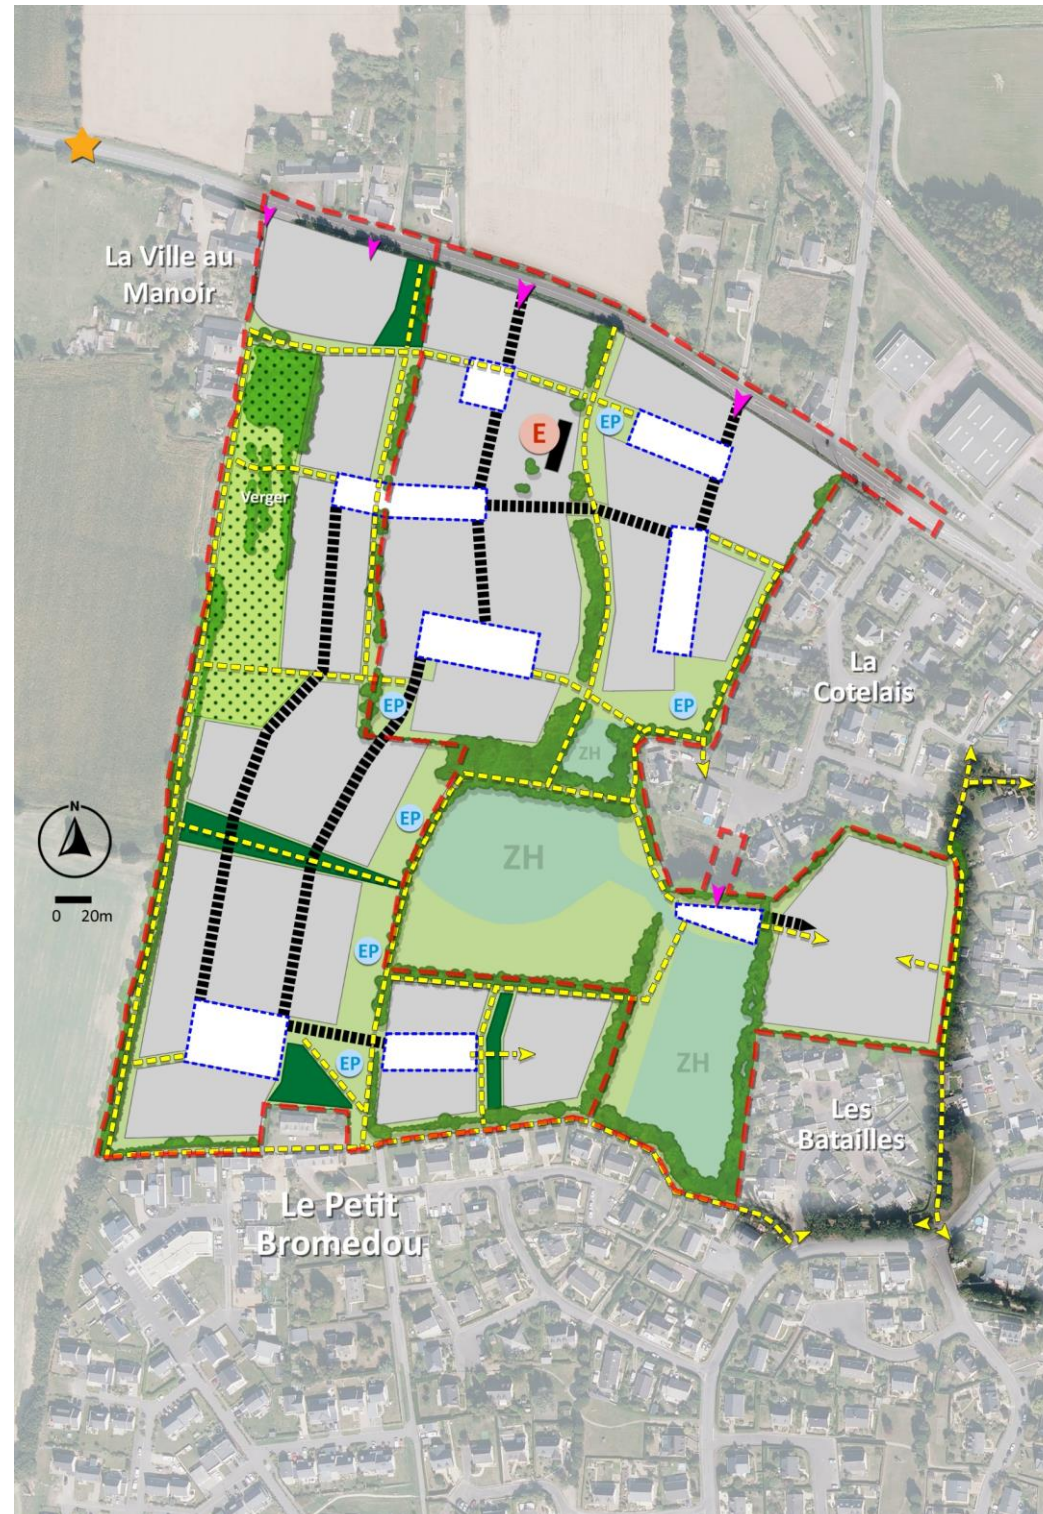 La Ville au
Manoir
EP
E
Verger
La
Cotelais
EP
EP
ZH
N
EP
ZH
0 20m
EP
ZH
EP
Les
Batailles
Le Petit
Bromedou